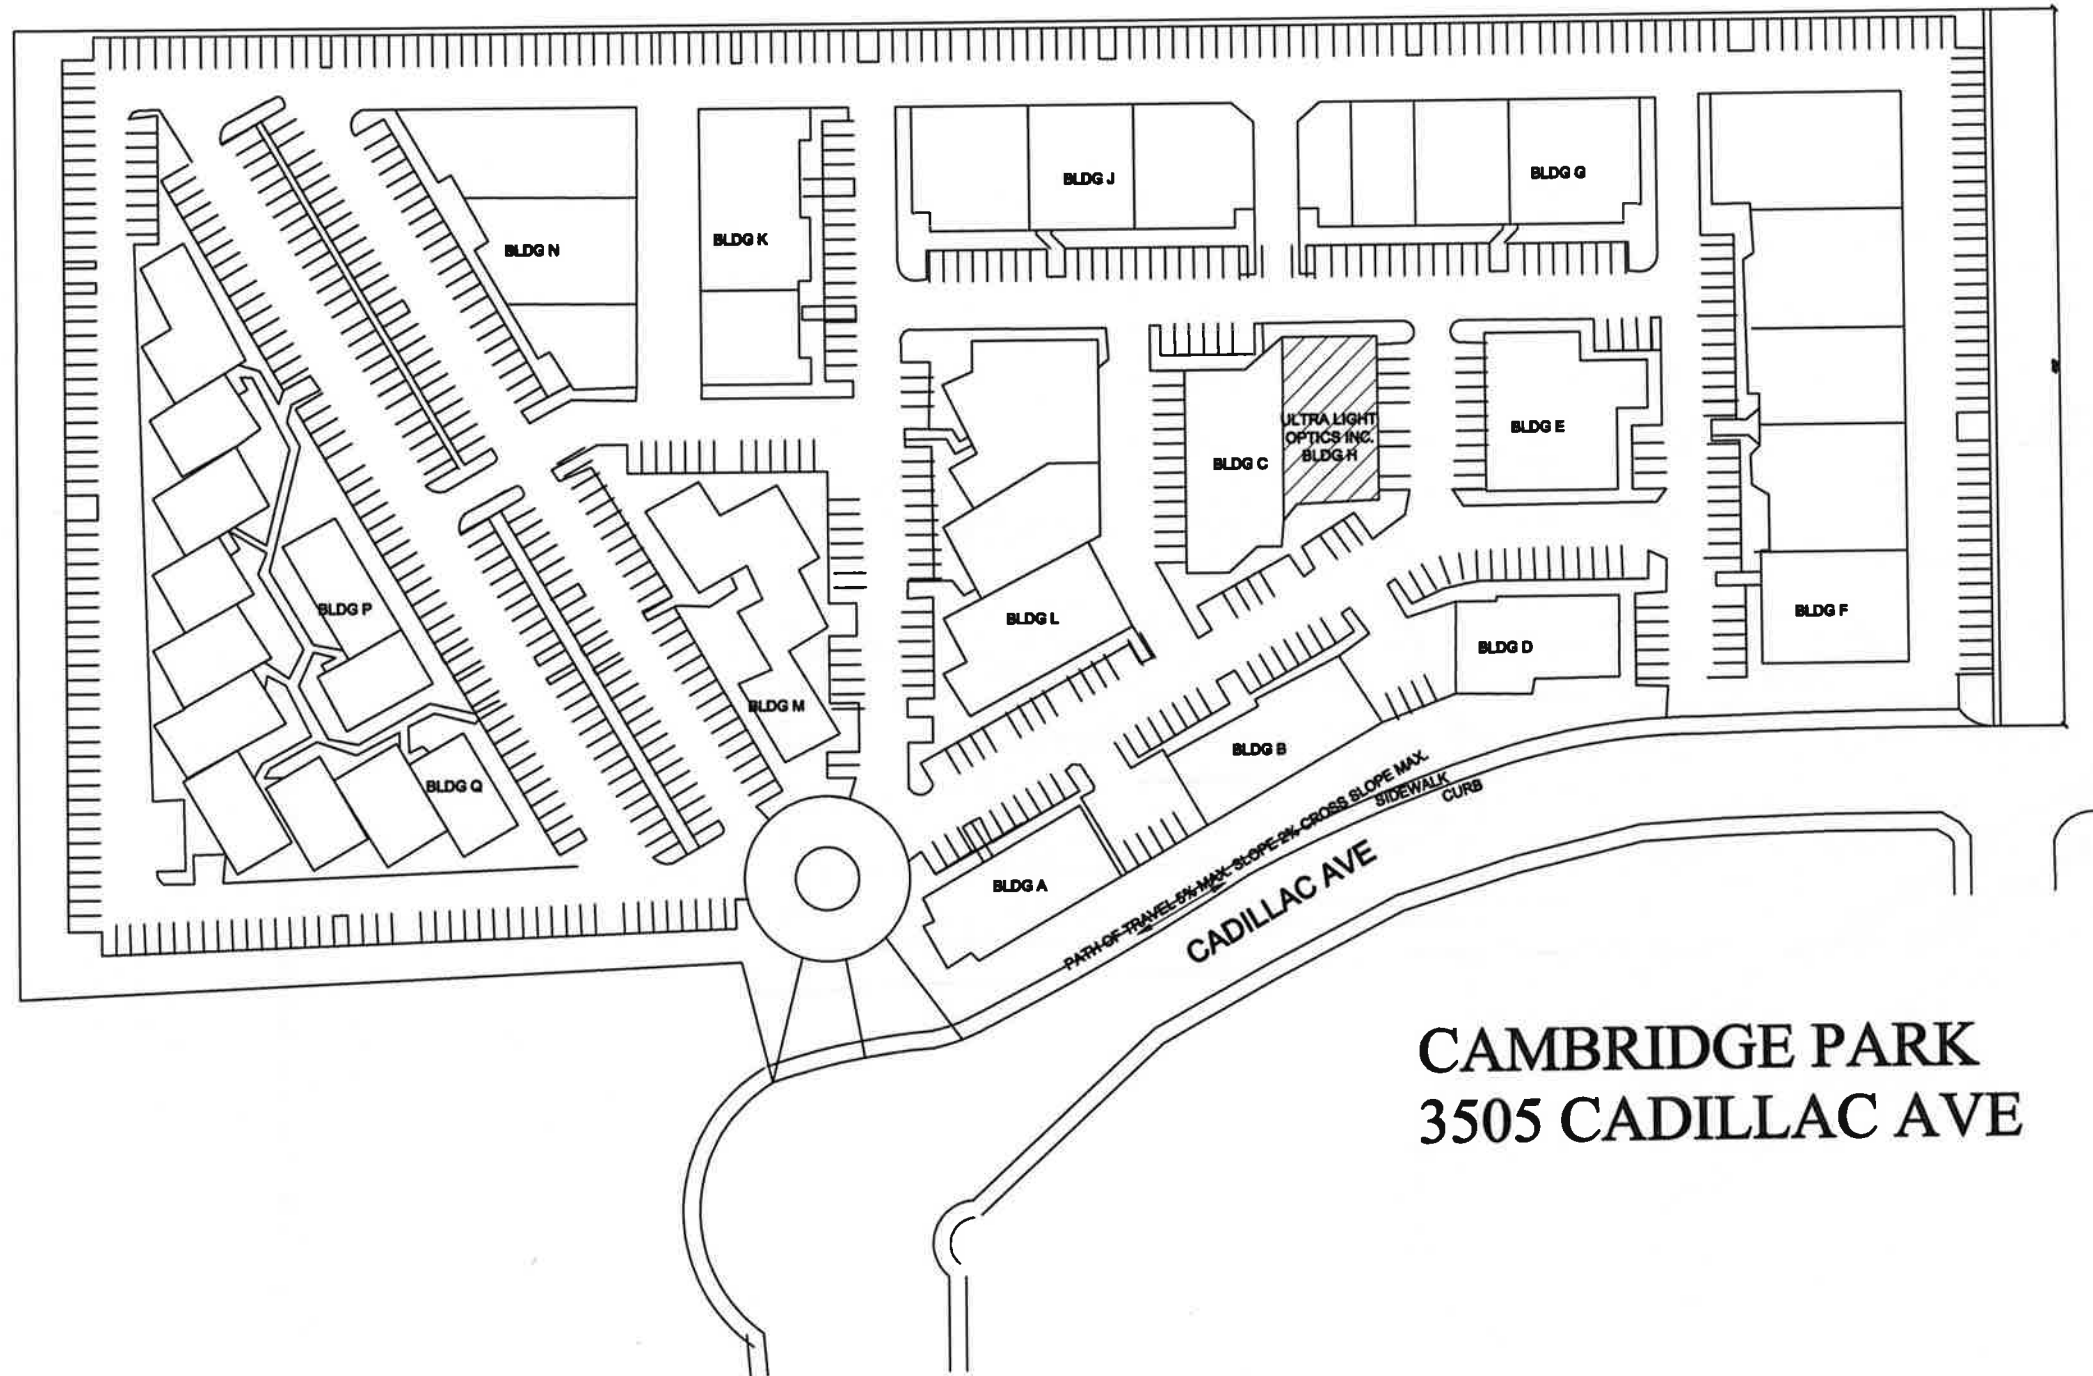 BLDG J
BLDG G
BLDG N
BLDG K
ULTRA LIGHT
OPTICS INC.
BLDG H
BLDG E
BLDG C
BLDG P
BLDG L
BLDG F
BLDG D
BLDG M
BLDG B
BLDG Q
BLDG A
PATH OF TRAVEL 5% MAX. SLOPE 2% CROSS SLOPE MAX.
SIDEWALK
CURB
CADILLAC AVE
CAMBRIDGE PARK
3505 CADILLAC AVE